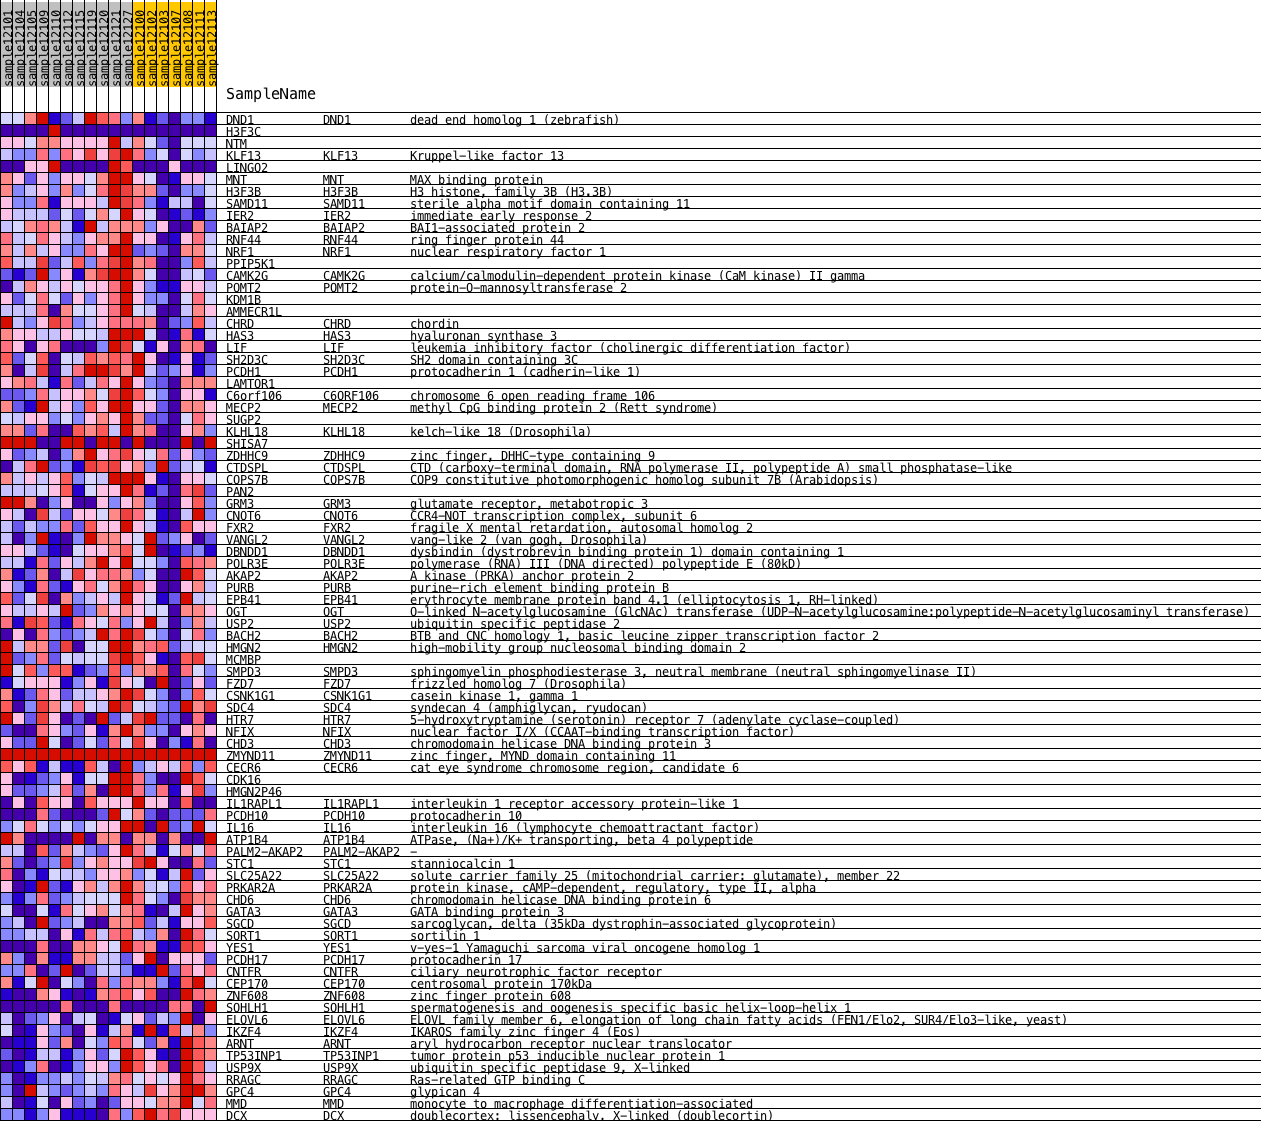 sample12101 sample12104 sample12105 sample12109 sample12110 sample12112 sample12115 sample12119 sample12120 sample12121 sample12127 sample12100 sample12102 sample12103 sample12107 sample12108 sample12111 sample12113
SampleName
DND1 DND1 dead end homolog 1 (zebrafish)
H3F3C
NTM
KLF13 KLF13 Kruppel-like factor 13
LINGO2
MNT MNT MAX binding protein
H3F3B H3F3B H3 histone, family 3B (H3.3B)
SAMD11 SAMD11 sterile alpha motif domain containing 11
IER2 IER2 immediate early response 2
BAIAP2 BAIAP2 BAI1-associated protein 2
RNF44 RNF44 ring finger protein 44
NRF1 NRF1 nuclear respiratory factor 1
PPIP5K1
CAMK2G CAMK2G calcium/calmodulin-dependent protein kinase (CaM kinase) II gamma
POMT2 POMT2 protein-O-mannosyltransferase 2
KDM1B
AMMECR1L
CHRD CHRD chordin
HAS3 HAS3 hyaluronan synthase 3
LIF LIF leukemia inhibitory factor (cholinergic differentiation factor)
SH2D3C SH2D3C SH2 domain containing 3C
PCDH1 PCDH1 protocadherin 1 (cadherin-like 1)
LAMTOR1
C6orf106 C6ORF106 chromosome 6 open reading frame 106
MECP2 MECP2 methyl CpG binding protein 2 (Rett syndrome)
SUGP2
KLHL18 KLHL18 kelch-like 18 (Drosophila)
SHISA7
ZDHHC9 ZDHHC9 zinc finger, DHHC-type containing 9
CTDSPL CTDSPL CTD (carboxy-terminal domain, RNA polymerase II, polypeptide A) small phosphatase-like
COPS7B COPS7B COP9 constitutive photomorphogenic homolog subunit 7B (Arabidopsis)
PAN2
GRM3 GRM3 glutamate receptor, metabotropic 3
CNOT6 CNOT6 CCR4-NOT transcription complex, subunit 6
FXR2 FXR2 fragile X mental retardation, autosomal homolog 2
VANGL2 VANGL2 vang-like 2 (van gogh, Drosophila)
DBNDD1 DBNDD1 dysbindin (dystrobrevin binding protein 1) domain containing 1
POLR3E POLR3E polymerase (RNA) III (DNA directed) polypeptide E (80kD)
AKAP2 AKAP2 A kinase (PRKA) anchor protein 2
PURB PURB purine-rich element binding protein B
EPB41 EPB41 erythrocyte membrane protein band 4.1 (elliptocytosis 1, RH-linked)
OGT OGT O-linked N-acetylglucosamine (GlcNAc) transferase (UDP-N-acetylglucosamine:polypeptide-N-acetylglucosaminyl transferase)
USP2 USP2 ubiquitin specific peptidase 2
BACH2 BACH2 BTB and CNC homology 1, basic leucine zipper transcription factor 2
HMGN2 HMGN2 high-mobility group nucleosomal binding domain 2
MCMBP
SMPD3 SMPD3 sphingomyelin phosphodiesterase 3, neutral membrane (neutral sphingomyelinase II)
FZD7 FZD7 frizzled homolog 7 (Drosophila)
CSNK1G1 CSNK1G1 casein kinase 1, gamma 1
SDC4 SDC4 syndecan 4 (amphiglycan, ryudocan)
HTR7 HTR7 5-hydroxytryptamine (serotonin) receptor 7 (adenylate cyclase-coupled)
NFIX NFIX nuclear factor I/X (CCAAT-binding transcription factor)
CHD3 CHD3 chromodomain helicase DNA binding protein 3
ZMYND11 ZMYND11 zinc finger, MYND domain containing 11
CECR6 CECR6 cat eye syndrome chromosome region, candidate 6
CDK16
HMGN2P46
IL1RAPL1 IL1RAPL1 interleukin 1 receptor accessory protein-like 1
PCDH10 PCDH10 protocadherin 10
IL16 IL16 interleukin 16 (lymphocyte chemoattractant factor)
ATP1B4 ATP1B4 ATPase, (Na+)/K+ transporting, beta 4 polypeptide
PALM2-AKAP2 PALM2-AKAP2 -
STC1 STC1 stanniocalcin 1
SLC25A22 SLC25A22 solute carrier family 25 (mitochondrial carrier: glutamate), member 22
PRKAR2A PRKAR2A protein kinase, cAMP-dependent, regulatory, type II, alpha
CHD6 CHD6 chromodomain helicase DNA binding protein 6
GATA3 GATA3 GATA binding protein 3
SGCD SGCD sarcoglycan, delta (35kDa dystrophin-associated glycoprotein)
SORT1 SORT1 sortilin 1
YES1 YES1 v-yes-1 Yamaguchi sarcoma viral oncogene homolog 1
PCDH17 PCDH17 protocadherin 17
CNTFR CNTFR ciliary neurotrophic factor receptor
CEP170 CEP170 centrosomal protein 170kDa
ZNF608 ZNF608 zinc finger protein 608
SOHLH1 SOHLH1 spermatogenesis and oogenesis specific basic helix-loop-helix 1
ELOVL6 ELOVL6 ELOVL family member 6, elongation of long chain fatty acids (FEN1/Elo2, SUR4/Elo3-like, yeast)
IKZF4 IKZF4 IKAROS family zinc finger 4 (Eos)
ARNT ARNT aryl hydrocarbon receptor nuclear translocator
TP53INP1 TP53INP1 tumor protein p53 inducible nuclear protein 1
USP9X USP9X ubiquitin specific peptidase 9, X-linked
RRAGC RRAGC Ras-related GTP binding C
GPC4 GPC4 glypican 4
MMD MMD monocyte to macrophage differentiation-associated
DCX DCX doublecortex; lissencephaly, X-linked (doublecortin)